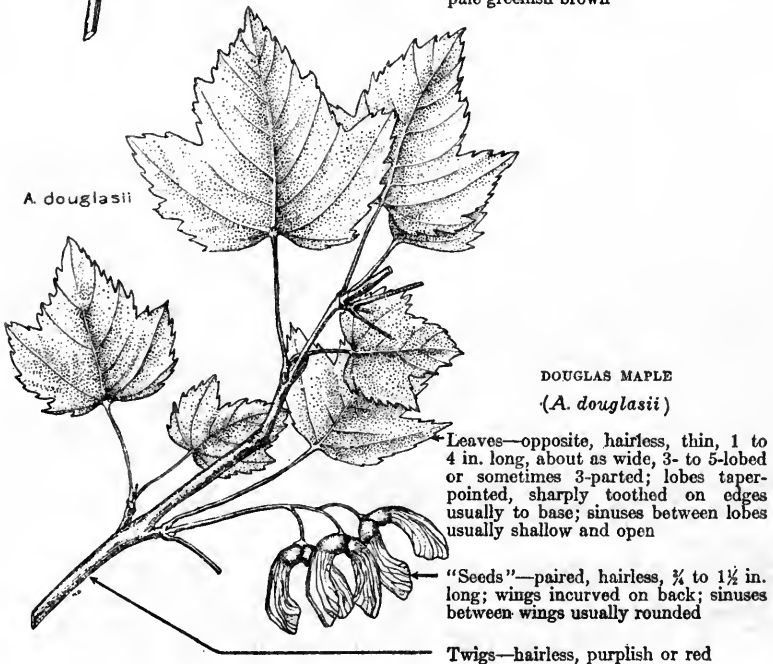 pale greenish brown
A. douglasii
DOUGLAS MAPLE
(A. douglasii)
Leaves—opposite, hairless, thin, 1 to
4 in. long, about as wide, 3- to 5-lobed
or sometimes 3-parted; lobes taper-
pointed, sharply toothed on edges
usually to base; sinuses between lobes
usually shallow and open
"Seeds"—paired, hairless, ¾ to 1½ in.
long; wings incurved on back; sinuses
between wings usually rounded
Twigs—hairless, purplish or red